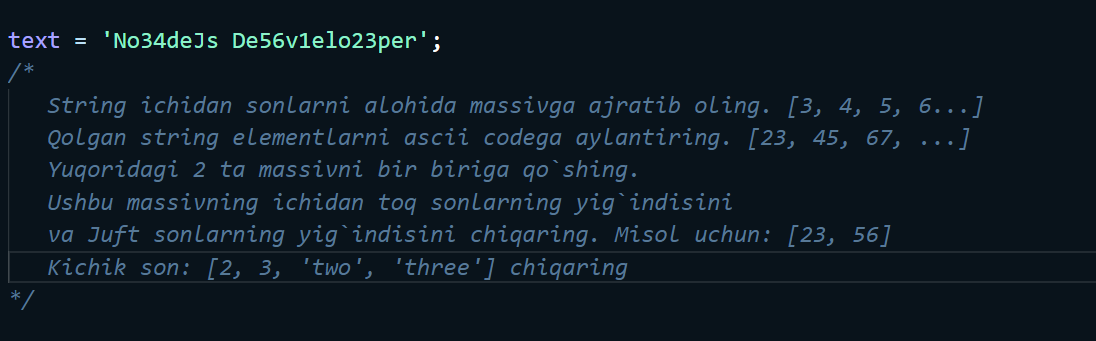 text = 'No34deJs De56v1elo23per';
/*
String ichidan sonlarni alohida massivga ajratib oling. [3, 4, 5, 6...]
Qolgan string elementlarni ascii codega aylantiring. [23, 45, 67, ...]
Yuqoridagi 2 ta massivni bir biriga qo`shing.
Ushbu massivning ichidan toq sonlarning yig`indisini
va Juft sonlarning yig`indisini chiqaring. Misol uchun: [23, 56]
Kichik son: [2, 3, 'two', 'three'] chiqaring
*/